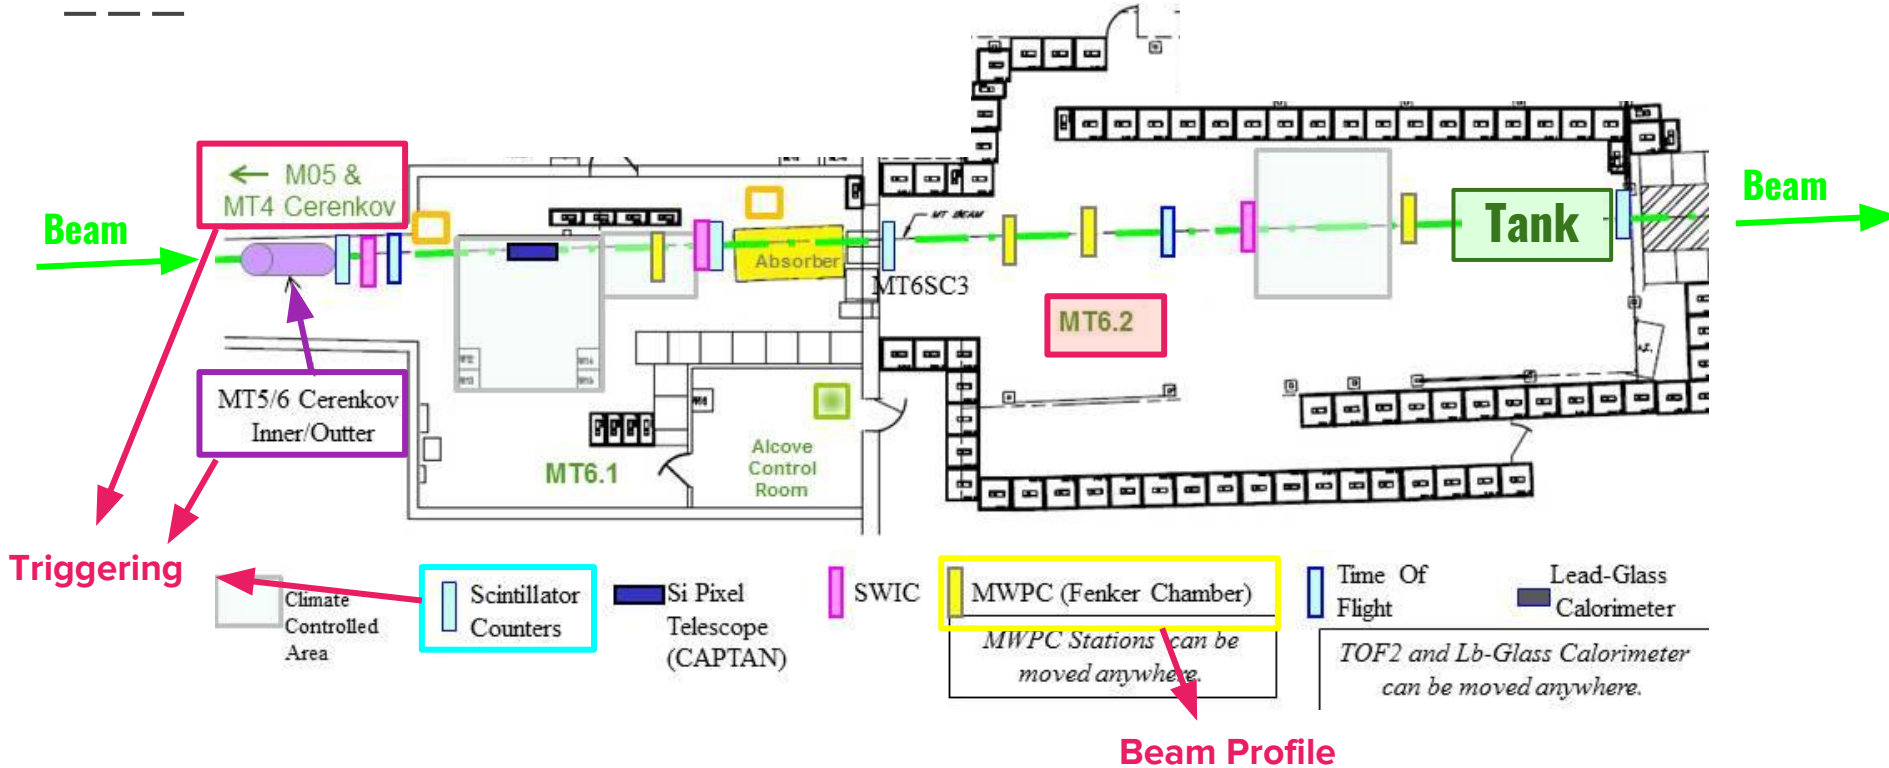 ← M05 &
MT4 Cerenkov
Beam
Absorber
MT BEAM
MT6SC3
Tank
Beam
MT6.2
MT5/6 Cerenkov
Inner/Outter
MT6.1
Alcove
Control
Room
Triggering
Climate
Controlled
Area
Scintillator
Counters
Si Pixel
Telescope
(CAPTAN)
SWIC
MWPC (Fenker Chamber)
MWPC Stations can be
moved anywhere.
Time Of
Flight
Lead-Glass
Calorimeter
TOF2 and Lb-Glass Calorimeter
can be moved anywhere.
Beam Profile